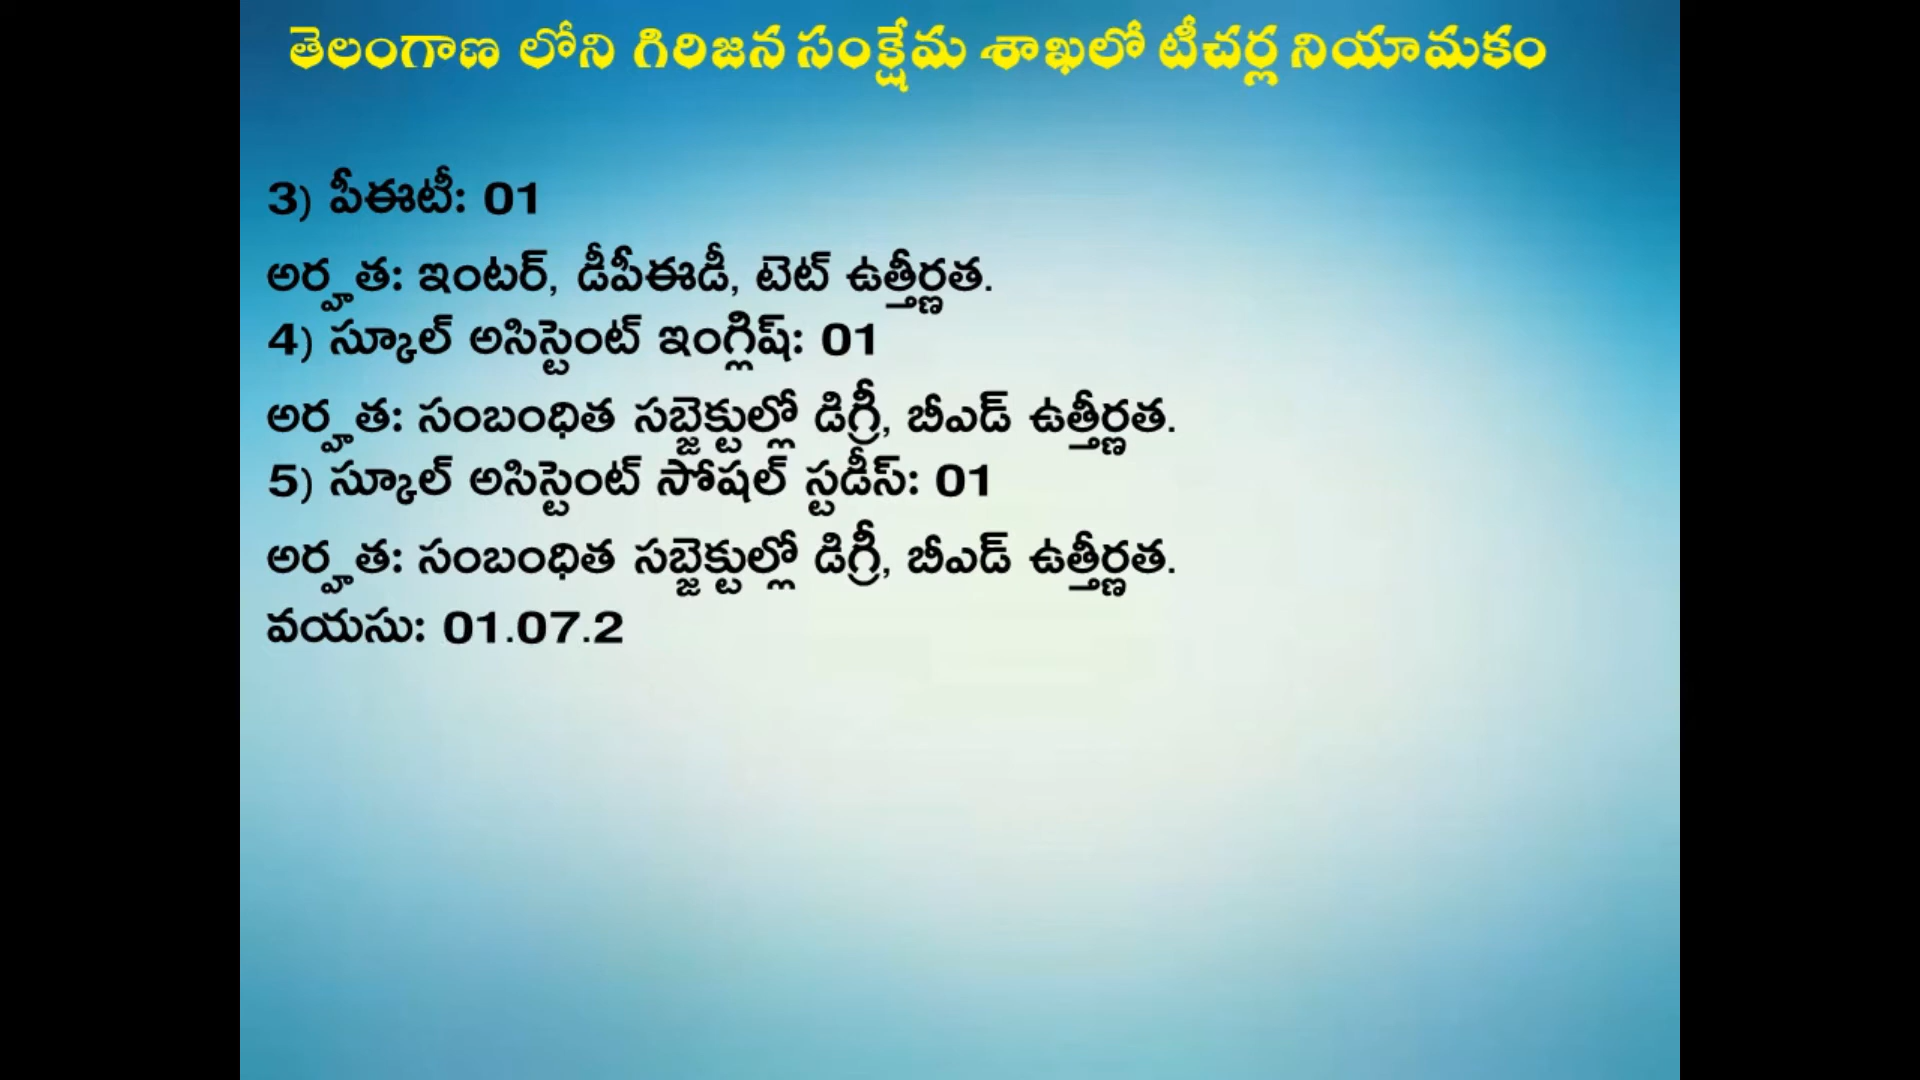 తెలంగాణ లోని గిరిజన సంక్షేమ శాఖలో టీచర్ల నియామకం
3) పీఈటీ: 01
అర్హత: ఇంటర్, డీపీఈడీ, టెట్ ఉత్తీర్ణత.
4) స్కూల్ అసిస్టెంట్ ఇంగ్లిష్: 01
అర్హత: సంబంధిత సబ్జెక్టుల్లో డిగ్రీ, బీఎడ్ ఉత్తీర్ణత.
5) స్కూల్ అసిస్టెంట్ సోషల్ స్టడీస్: 01
అర్హత: సంబంధిత సబ్జెక్టుల్లో డిగ్రీ, బీఎడ్ ఉత్తీర్ణత.
వయసు: 01.07.2